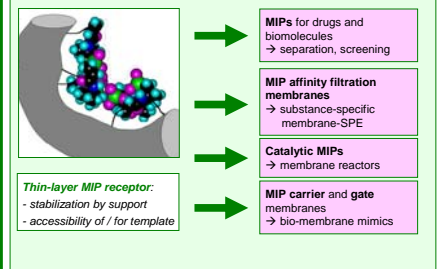 MIPs for drugs and
biomolecules
→ separation, screening
MIP affinity filtration
membranes
→ substance-specific
membrane-SPE
Catalytic MIPs
→ membrane reactors
Thin-layer MIP receptor:
- stabilization by support
- accessibility of / for template
MIP carrier and gate
membranes
→ bio-membrane mimics